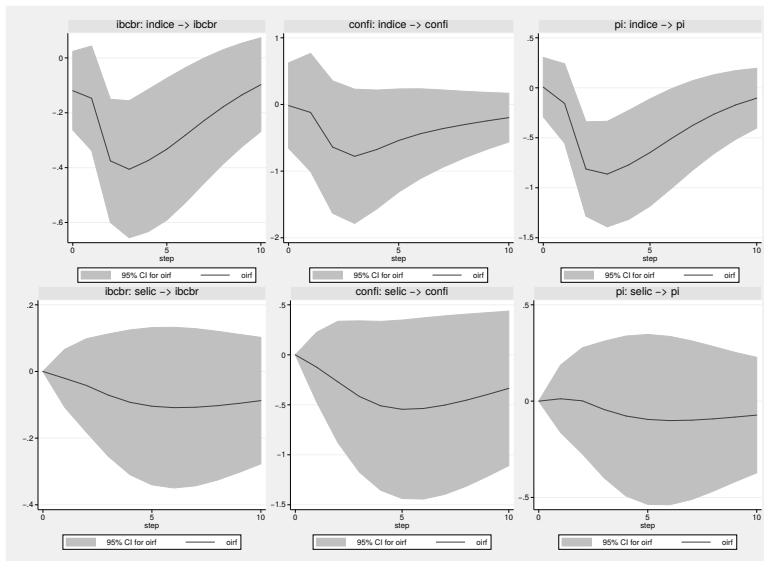 ibcbr: indice −> ibcbr
confi: indice −> confi
pi: indice −> pi
0
−.2
−.4
−.6
0 5 10
step
1
0
−1
−2
0 5 10
step
.5
0
−.5
−1
−1.5
0 5 10
step
95% CI for oirf oirf
95% CI for oirf oirf
95% CI for oirf oirf
ibcbr: selic −> ibcbr
confi: selic −> confi
pi: selic −> pi
.2
0
−.2
−.4
0 5 10
step
.5
0
−.5
−1
−1.5
0 5 10
step
.5
0
−.5
0 5 10
step
95% CI for oirf oirf
95% CI for oirf oirf
95% CI for oirf oirf